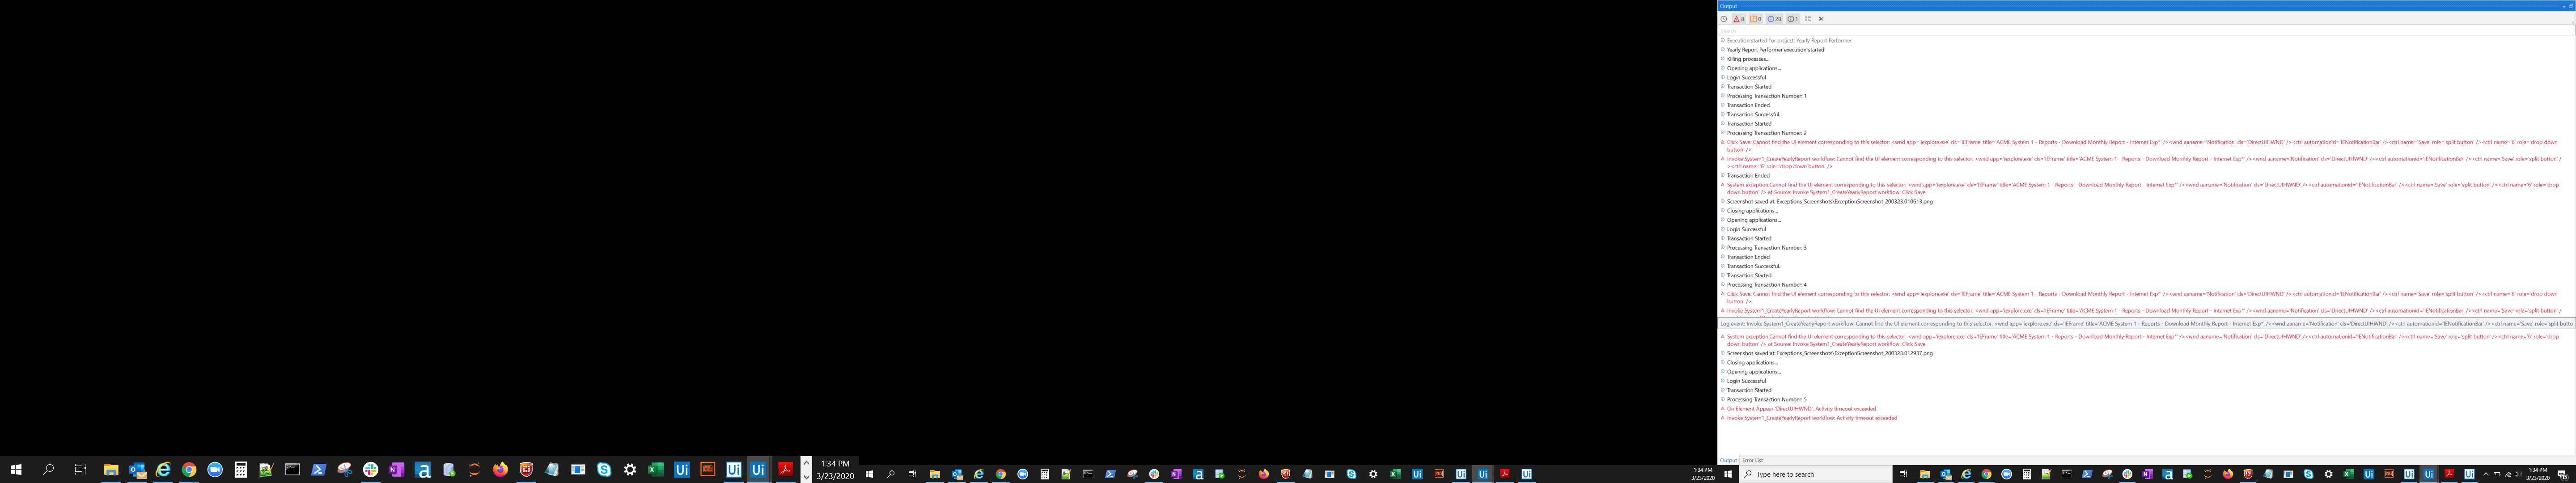 Output
8
0
28
1
Search
Execution started for project: Yearly Report Performer
Yearly Report Performer execution started
Killing processes...
Opening applications...
Login Successful
Transaction Started
Processing Transaction Number: 1
Transaction Ended
Transaction Successful.
Transaction Started
Processing Transaction Number: 2
Click Save: Cannot find the UI element corresponding to this selector: <wnd app='iexplore.exe' cls='IEFrame' title='ACME System 1 - Reports - Download Monthly Report - Internet Exp*' /><wnd aaname='Notification' cls='DirectUIHWND' /><ctrl automationid='IENotificationBar' /><ctrl name='Save' role='split button' /><ctrl name='6' role='drop down
button' />
Invoke System1_CreateYearlyReport workflow: Cannot find the UI element corresponding to this selector: <wnd app='iexplore.exe' cls='IEFrame' title='ACME System 1 - Reports - Download Monthly Report - Internet Exp*' /><wnd aaname='Notification' cls='DirectUIHWND' /><ctrl automationid='IENotificationBar' /><ctrl name='Save' role='split button' /
><ctrl name='6' role='drop down button' />
Transaction Ended
System exception.Cannot find the UI element corresponding to this selector: <wnd app='iexplore.exe' cls='IEFrame' title='ACME System 1 - Reports - Download Monthly Report - Internet Exp*' /><wnd aaname='Notification' cls='DirectUIHWND' /><ctrl automationid='IENotificationBar' /><ctrl name='Save' role='split button' /><ctrl name='6' role='drop
down button' /> at Source: Invoke System1_CreateYearlyReport workflow: Click Save
Screenshot saved at: Exceptions_Screenshots\ExceptionScreenshot_200323.010613.png
Closing applications...
Opening applications...
Login Successful
Transaction Started
Processing Transaction Number: 3
Transaction Ended
Transaction Successful.
Transaction Started
Processing Transaction Number: 4
Click Save: Cannot find the UI element corresponding to this selector: <wnd app='iexplore.exe' cls='IEFrame' title='ACME System 1 - Reports - Download Monthly Report - Internet Exp*' /><wnd aaname='Notification' cls='DirectUIHWND' /><ctrl automationid='IENotificationBar' /><ctrl name='Save' role='split button' /><ctrl name='6' role='drop down
button' />
Invoke System1_CreateYearlyReport workflow: Cannot find the UI element corresponding to this selector: <wnd app='iexplore.exe' cls='IEFrame' title='ACME System 1 - Reports - Download Monthly Report - Internet Exp*' /><wnd aaname='Notification' cls='DirectUIHWND' /><ctrl automationid='IENotificationBar' /><ctrl name='Save' role='split button' /
Log event: Invoke System1_CreateYearlyReport workflow: Cannot find the UI element corresponding to this selector: <wnd app='iexplore.exe' cls='IEFrame' title='ACME System 1 - Reports - Download Monthly Report - Internet Exp*' /><wnd aaname='Notification' cls='DirectUIHWND' /><ctrl automationid='IENotificationBar' /><ctrl name='Save' role='split butto
System exception.Cannot find the UI element corresponding to this selector: <wnd app='iexplore.exe' cls='IEFrame' title='ACME System 1 - Reports - Download Monthly Report - Internet Exp*' /><wnd aaname='Notification' cls='DirectUIHWND' /><ctrl automationid='IENotificationBar' /><ctrl name='Save' role='split button' /><ctrl name='6' role='drop
down button' /> at Source: Invoke System1_CreateYearlyReport workflow: Click Save
Screenshot saved at: Exceptions_Screenshots\ExceptionScreenshot_200323.012937.png
Closing applications...
Opening applications...
Login Successful
Transaction Started
Processing Transaction Number: 5
On Element Appear 'DirectUIHWND': Activity timeout exceeded
Invoke System1_CreateYearlyReport workflow: Activity timeout exceeded
Output Error List
1:34 PM
3/23/2020
1:34 PM
3/23/2020
Type here to search
1:34 PM
3/23/2020